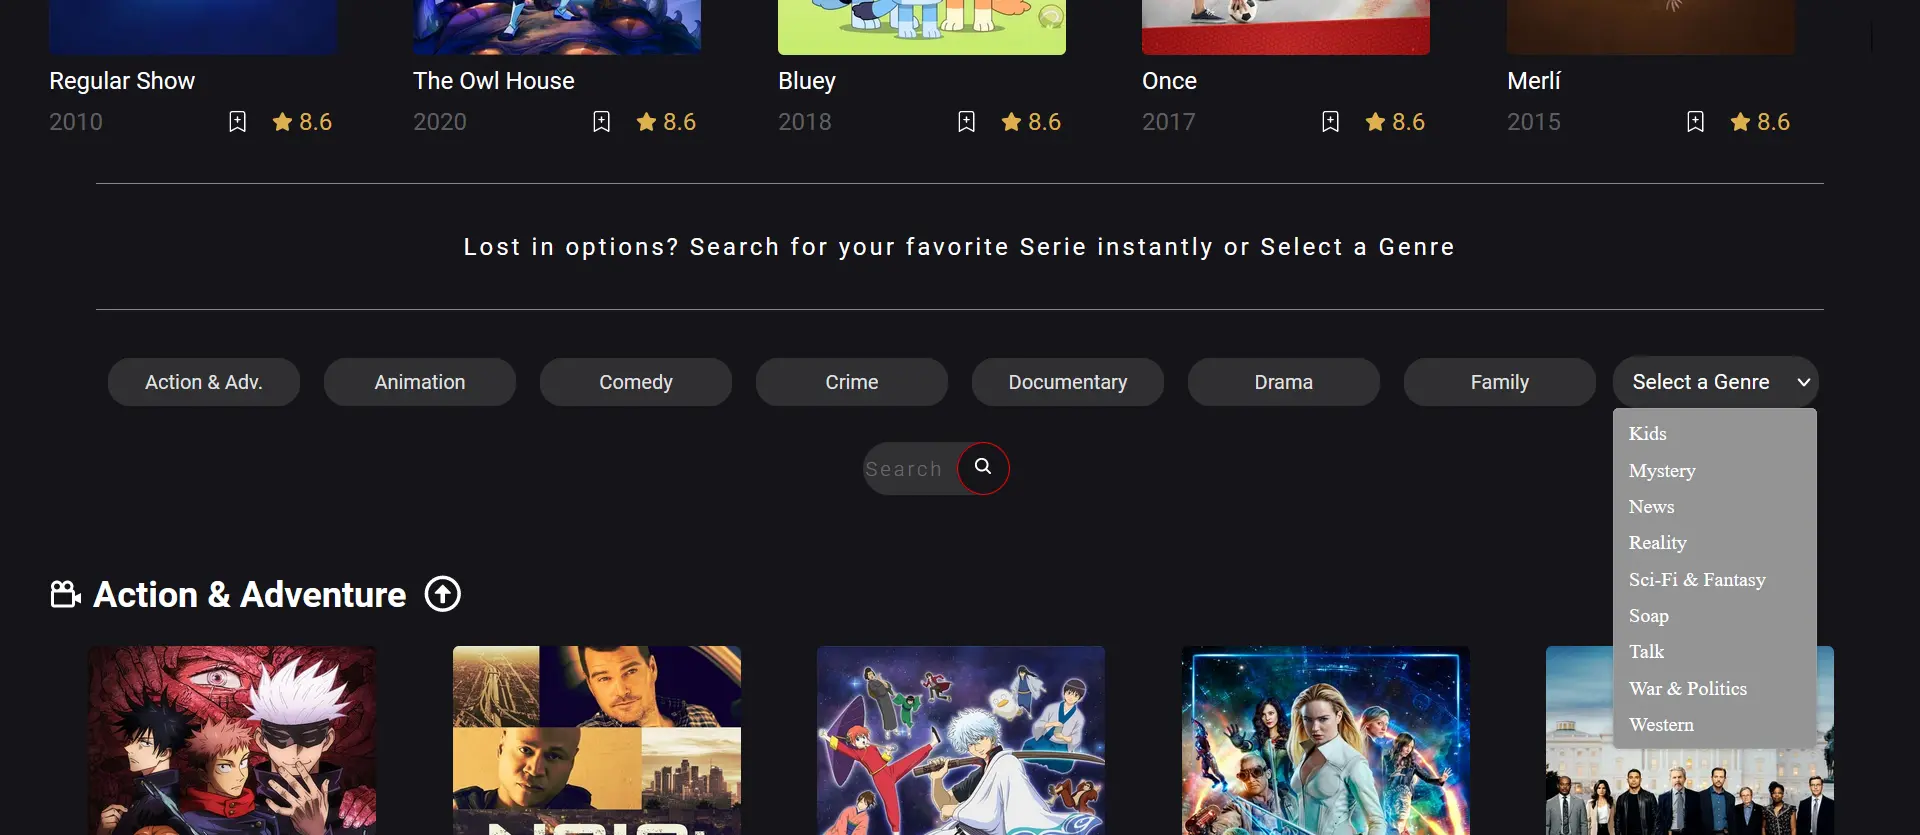 Regular Show
2010 8.6
The Owl House
2020 8.6
Bluey
2018 8.6
Once
2017 8.6
Merlí
2015 8.6
Lost in options? Search for your favorite Serie instantly or Select a Genre
Action & Adv.
Animation
Comedy
Crime
Documentary
Drama
Family
Select a Genre
Kids
Mystery
News
Reality
Sci-Fi & Fantasy
Soap
Talk
War & Politics
Western
Search
Action & Adventure